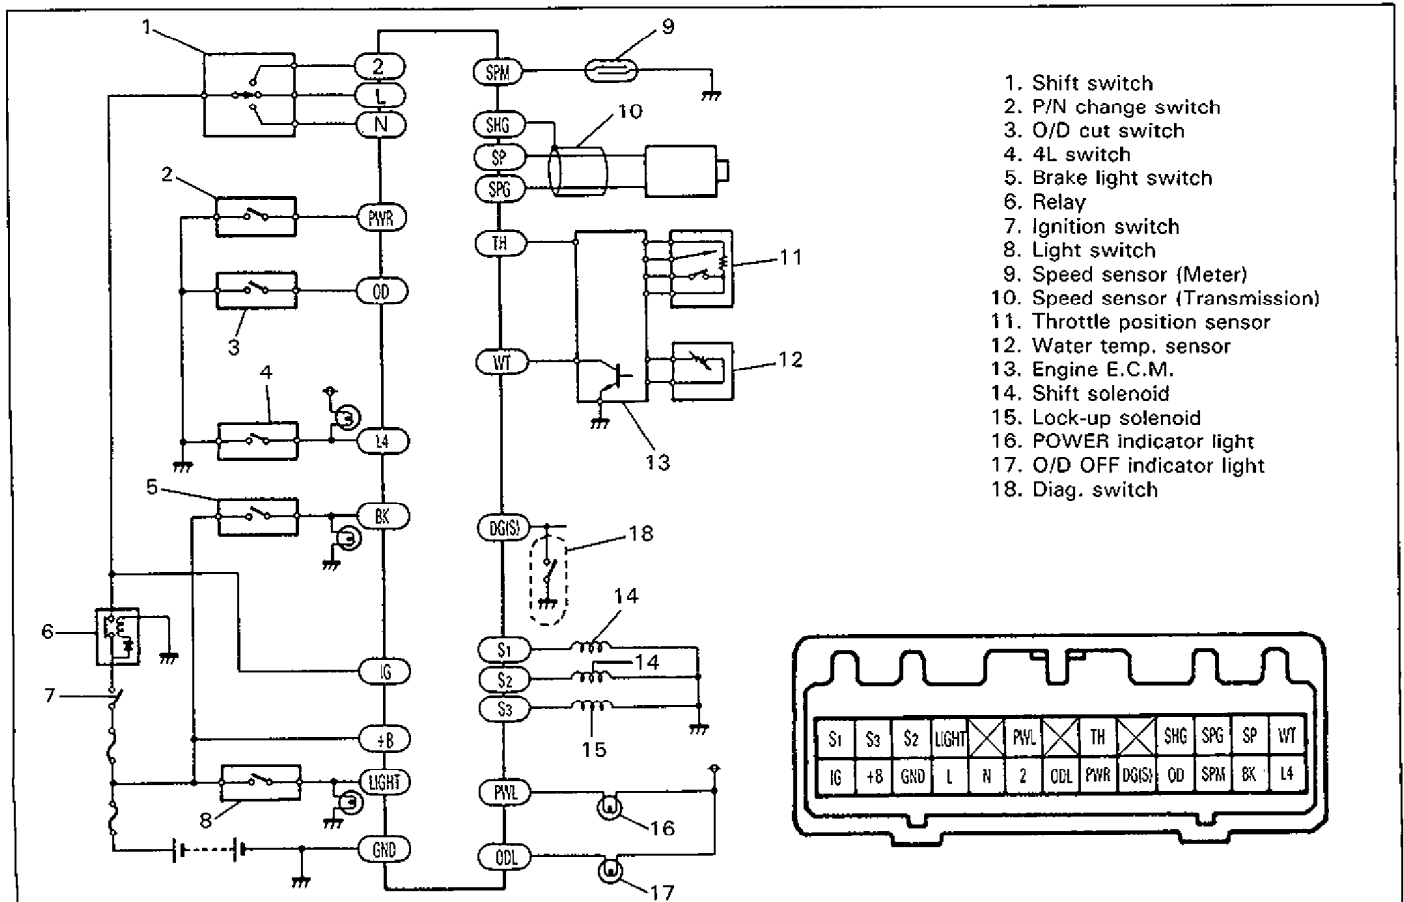 1
2
L
N
2
PWR
OD
3
4
L4
5
BK
6
7
IG
+B
LIGHT
8
GND
9
SPM
10
SHG
SP
SPG
TH
11
WT
12
13
DG(S)
18
14
S1
14
S2
S3
15
PWL
16
ODL
17
1. Shift switch
2. P/N change switch
3. O/D cut switch
4. 4L switch
5. Brake light switch
6. Relay
7. Ignition switch
8. Light switch
9. Speed sensor (Meter)
10. Speed sensor (Transmission)
11. Throttle position sensor
12. Water temp. sensor
13. Engine E.C.M.
14. Shift solenoid
15. Lock-up solenoid
16. POWER indicator light
17. O/D OFF indicator light
18. Diag. switch
S1 S3 S2 LIGHT PWL TH SHG SPG SP WT
IG +B GND L N 2 ODL PWR DG(S) OD SPM BK L4